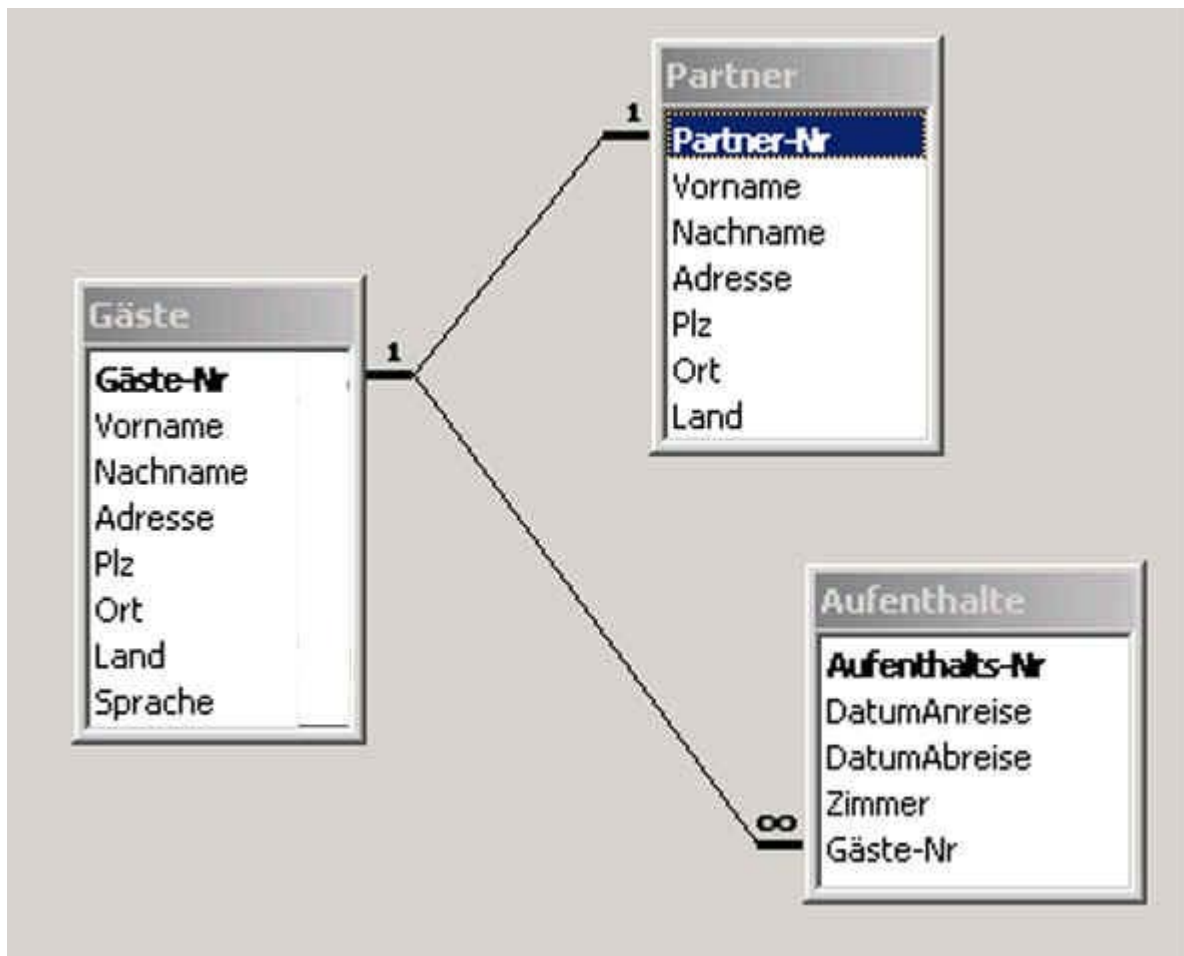 Partner
1
Partner-Nr
Vorname
Nachname
Adresse
Plz
Ort
Land
Gäste
1
Gäste-Nr
Vorname
Nachname
Adresse
Plz
Ort
Land
Sprache
Aufenthalte
Aufenthalts-Nr
DatumAnreise
DatumAbreise
Zimmer
∞
Gäste-Nr